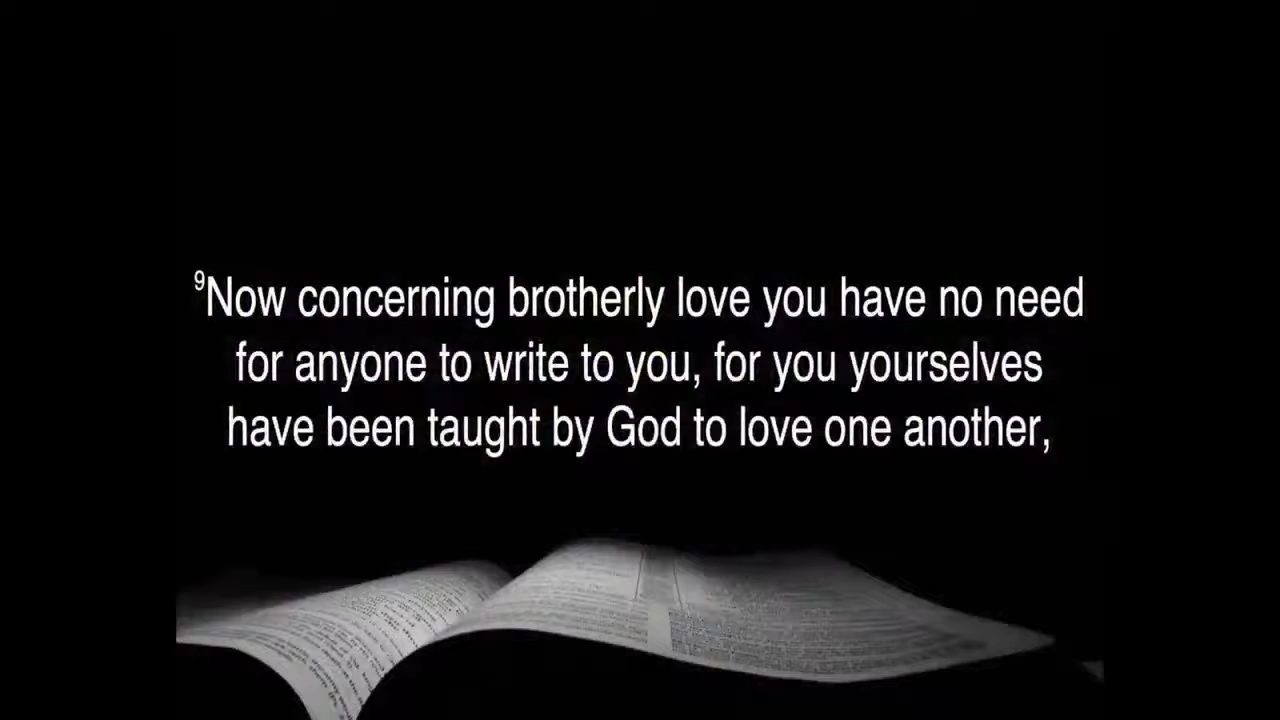 ⁹Now concerning brotherly love you have no need
for anyone to write to you, for you yourselves
have been taught by God to love one another,